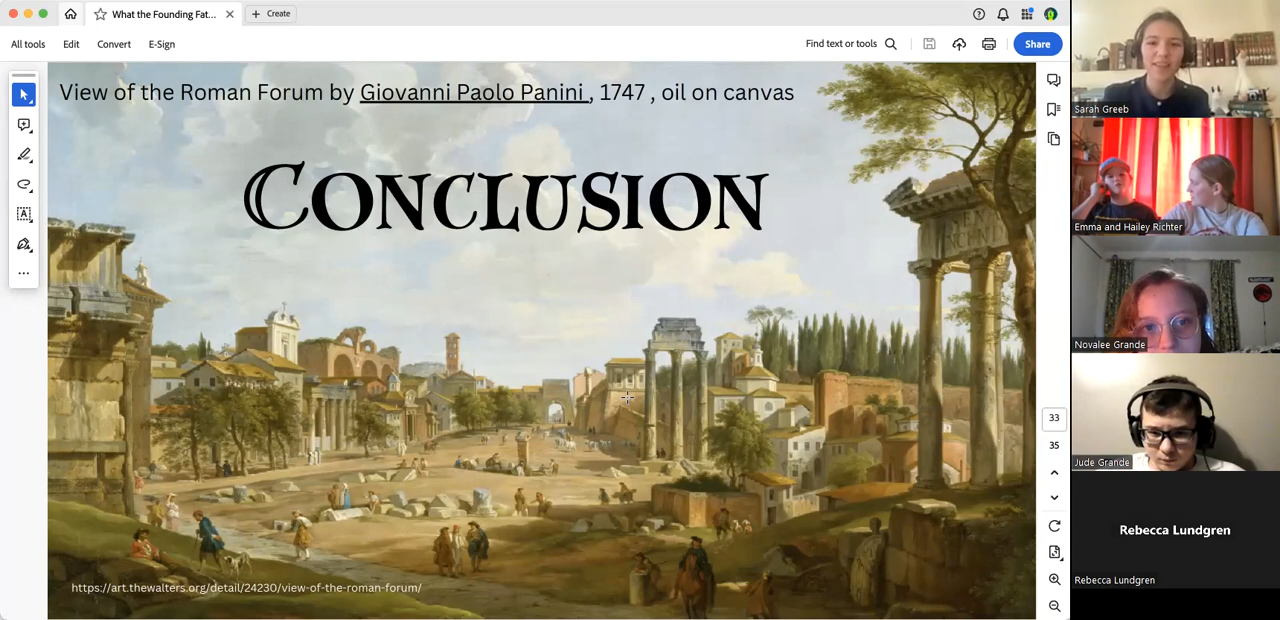 What the Founding Fat...
Create
All tools
Edit
Convert
E-Sign
Find text or tools
Share
View of the Roman Forum by Giovanni Paolo Panini , 1747 , oil on canvas
CONCLUSION
https://art.thewalters.org/detail/24230/view-of-the-roman-forum/
33
35
Sarah Greeb
Emma and Hailey Richter
Novalee Grande
Jude Grande
Rebecca Lundgren
Rebecca Lundgren